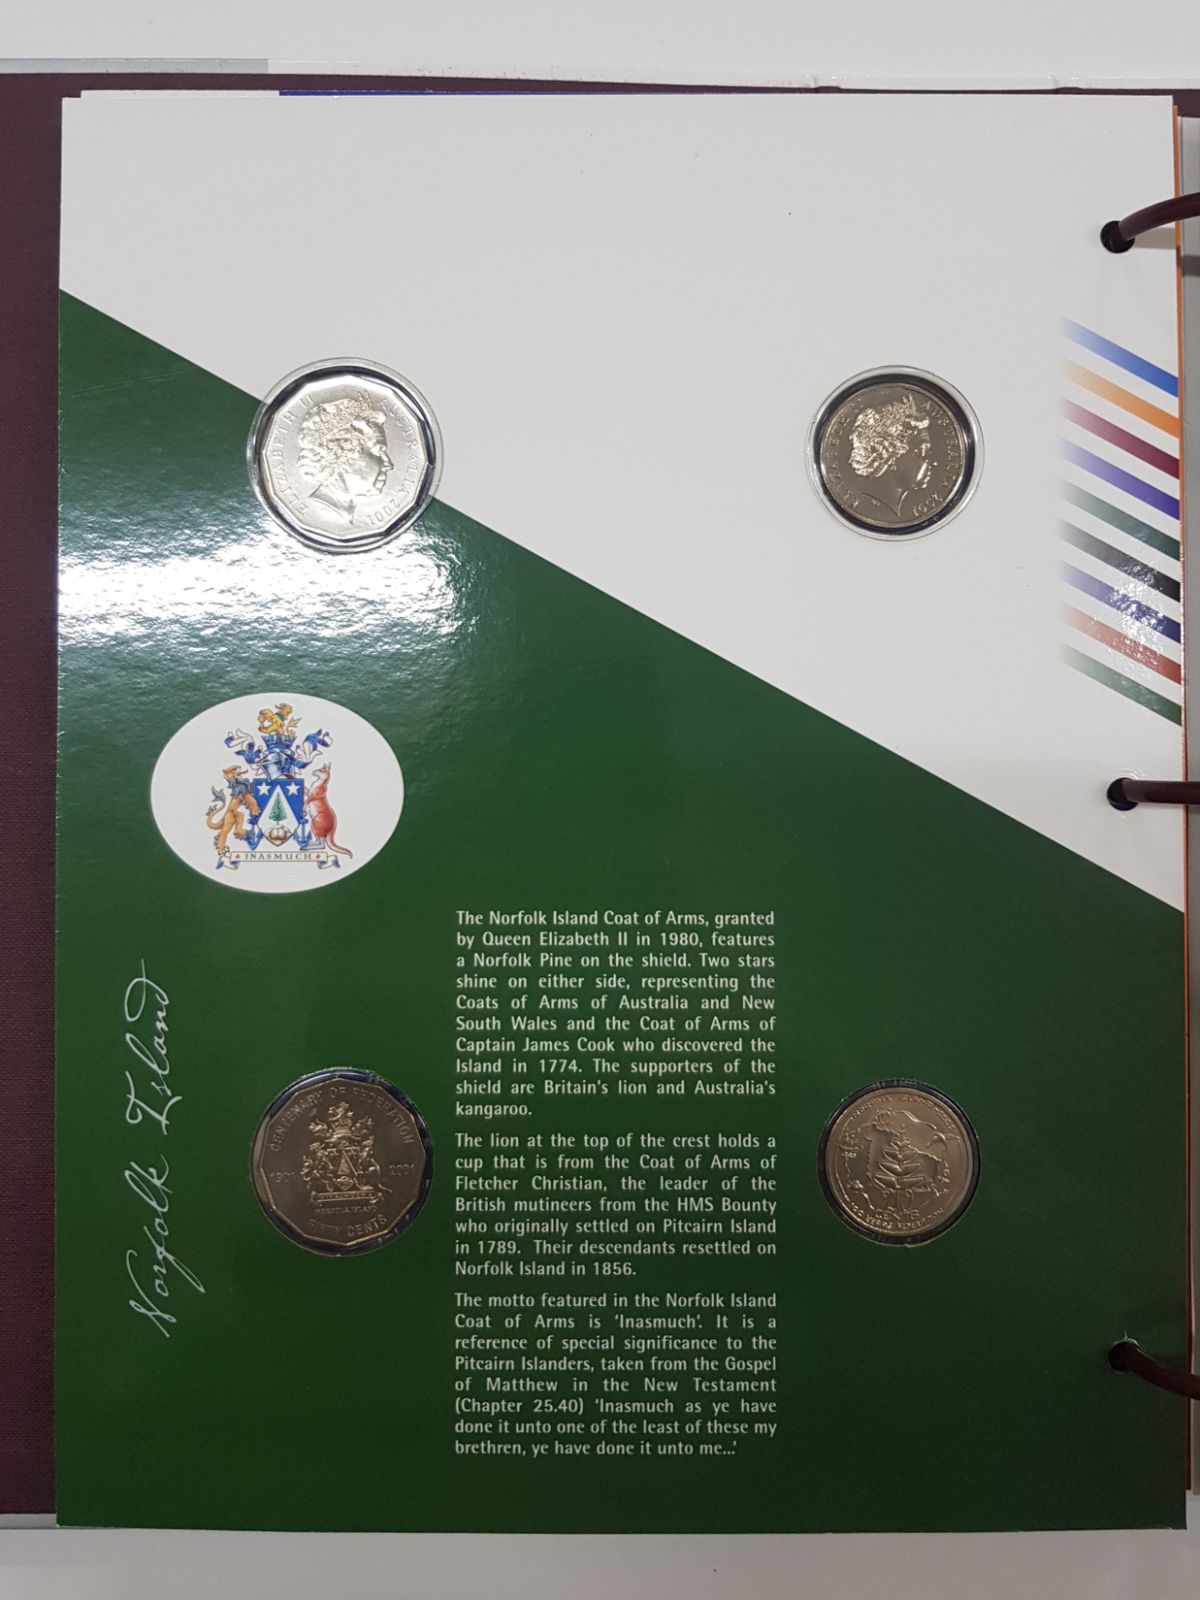 ELIZABETH II AUSTRALIA 2001
ELIZABETH II AUSTRALIA 2001
INASMUCH
Norfolk Island
The Norfolk Island Coat of Arms, granted
by Queen Elizabeth II in 1980, features
a Norfolk Pine on the shield. Two stars
shine on either side, representing the
Coats of Arms of Australia and New
South Wales and the Coat of Arms of
Captain James Cook who discovered the
Island in 1774. The supporters of the
shield are Britain's lion and Australia's
kangaroo.
The lion at the top of the crest holds a
cup that is from the Coat of Arms of
Fletcher Christian, the leader of the
British mutineers from the HMS Bounty
who originally settled on Pitcairn Island
in 1789. Their descendants resettled on
Norfolk Island in 1856.
The motto featured in the Norfolk Island
Coat of Arms is 'Inasmuch'. It is a
reference of special significance to the
Pitcairn Islanders, taken from the Gospel
of Matthew in the New Testament
(Chapter 25.40) 'Inasmuch as ye have
done it unto one of the least of these my
brethren, ye have done it unto me...'
CENTENARY OF FEDERATION
1901 2001
INASMUCH
NORFOLK ISLAND
FIFTY CENTS